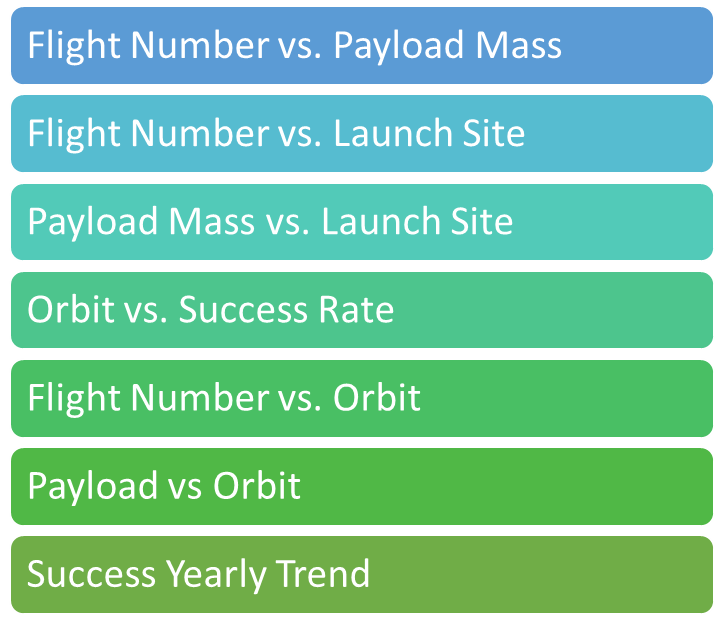 Flight Number vs. Payload Mass
Flight Number vs. Launch Site
Payload Mass vs. Launch Site
Orbit vs. Success Rate
Flight Number vs. Orbit
Payload vs Orbit
Success Yearly Trend